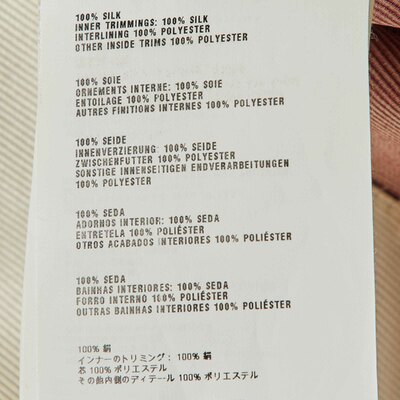 100% SILK
INNER TRIMMINGS: 100% SILK
INTERLINING 100% POLYESTER
OTHER INSIDE TRIMS 100% POLYESTER
100% SOIE
ORNEMENTS INTERNE: 100% SOIE
ENTOILAGE 100% POLYESTER
AUTRES FINITIONS INTERNES 100% POLYESTER
100% SEIDE
INNENVERZIERUNG: 100% SEIDE
ZWISCHENFUTTER 100% POLYESTER
SONSTIGE INNENSEITIGEN ENDVERARBEITUNGEN
100% POLYESTER
100% SEDA
ADORNOS INTERIOR: 100% SEDA
ENTRETELA 100% POLIÉSTER
OTROS ACABADOS INTERIORES 100% POLIÉSTER
100% SEDA
BAINHAS INTERIORES: 100% SEDA
FORRO INTERNO 100% POLIÉSTER
OUTRAS BAINHAS INTERIORES 100% POLIÉSTER
100% 絹
インナーのトリミング: 100% 絹
芯 100% ポリエステル
その他内側のディテール 100% ポリエステル